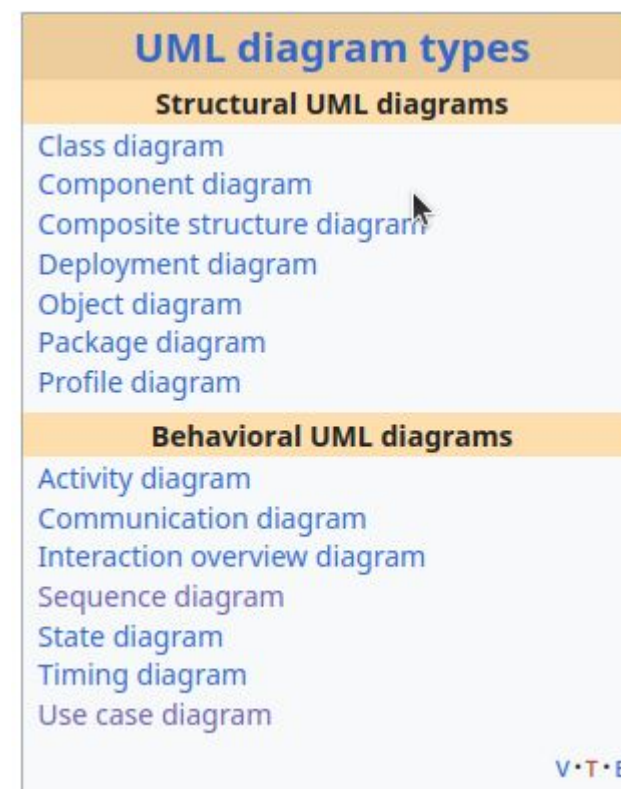 UML diagram types
Structural UML diagrams
Class diagram
Component diagram
Composite structure diagram
Deployment diagram
Object diagram
Package diagram
Profile diagram
Behavioral UML diagrams
Activity diagram
Communication diagram
Interaction overview diagram
Sequence diagram
State diagram
Timing diagram
Use case diagram
V·T·E